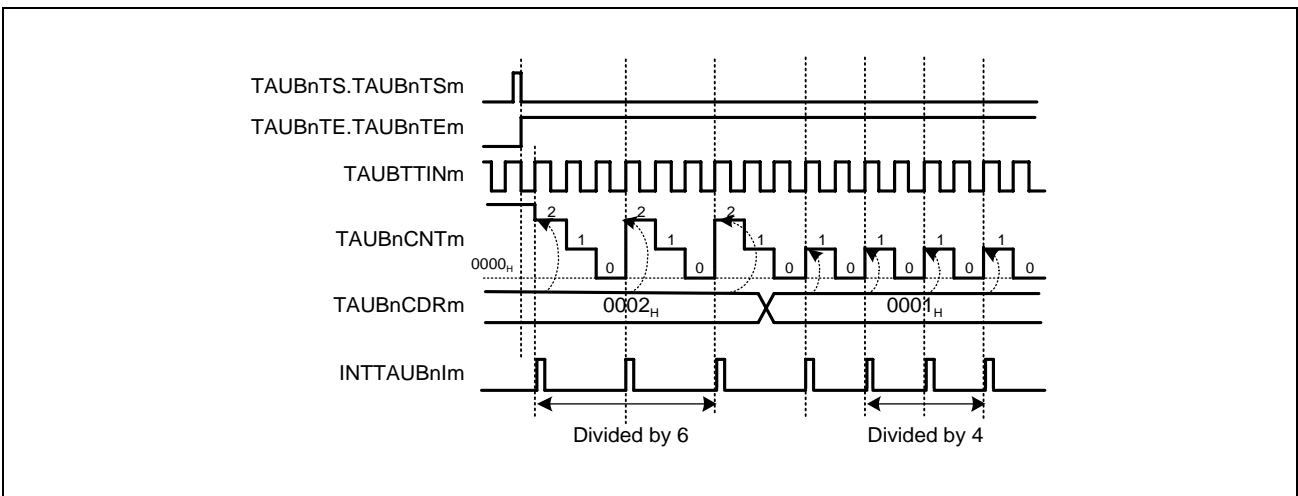 TAUBnTS.TAUBnTSm
TAUBnTE.TAUBnTEm
TAUBTTINm
TAUBnCNTm
2 2 2
1 1 1 1 1 1 1
0000H
0 0 0 0 0 0 0
TAUBnCDRm
0002H 0001H
INTTAUBnIm
Divided by 6 Divided by 4